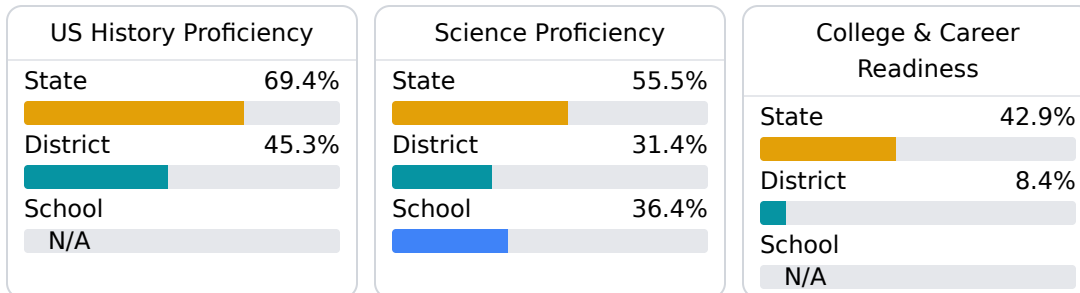 US History Proficiency
State 69.4%
District 45.3%
School
N/A
Science Proficiency
State 55.5%
District 31.4%
School 36.4%
College & Career
Readiness
State 42.9%
District 8.4%
School
N/A